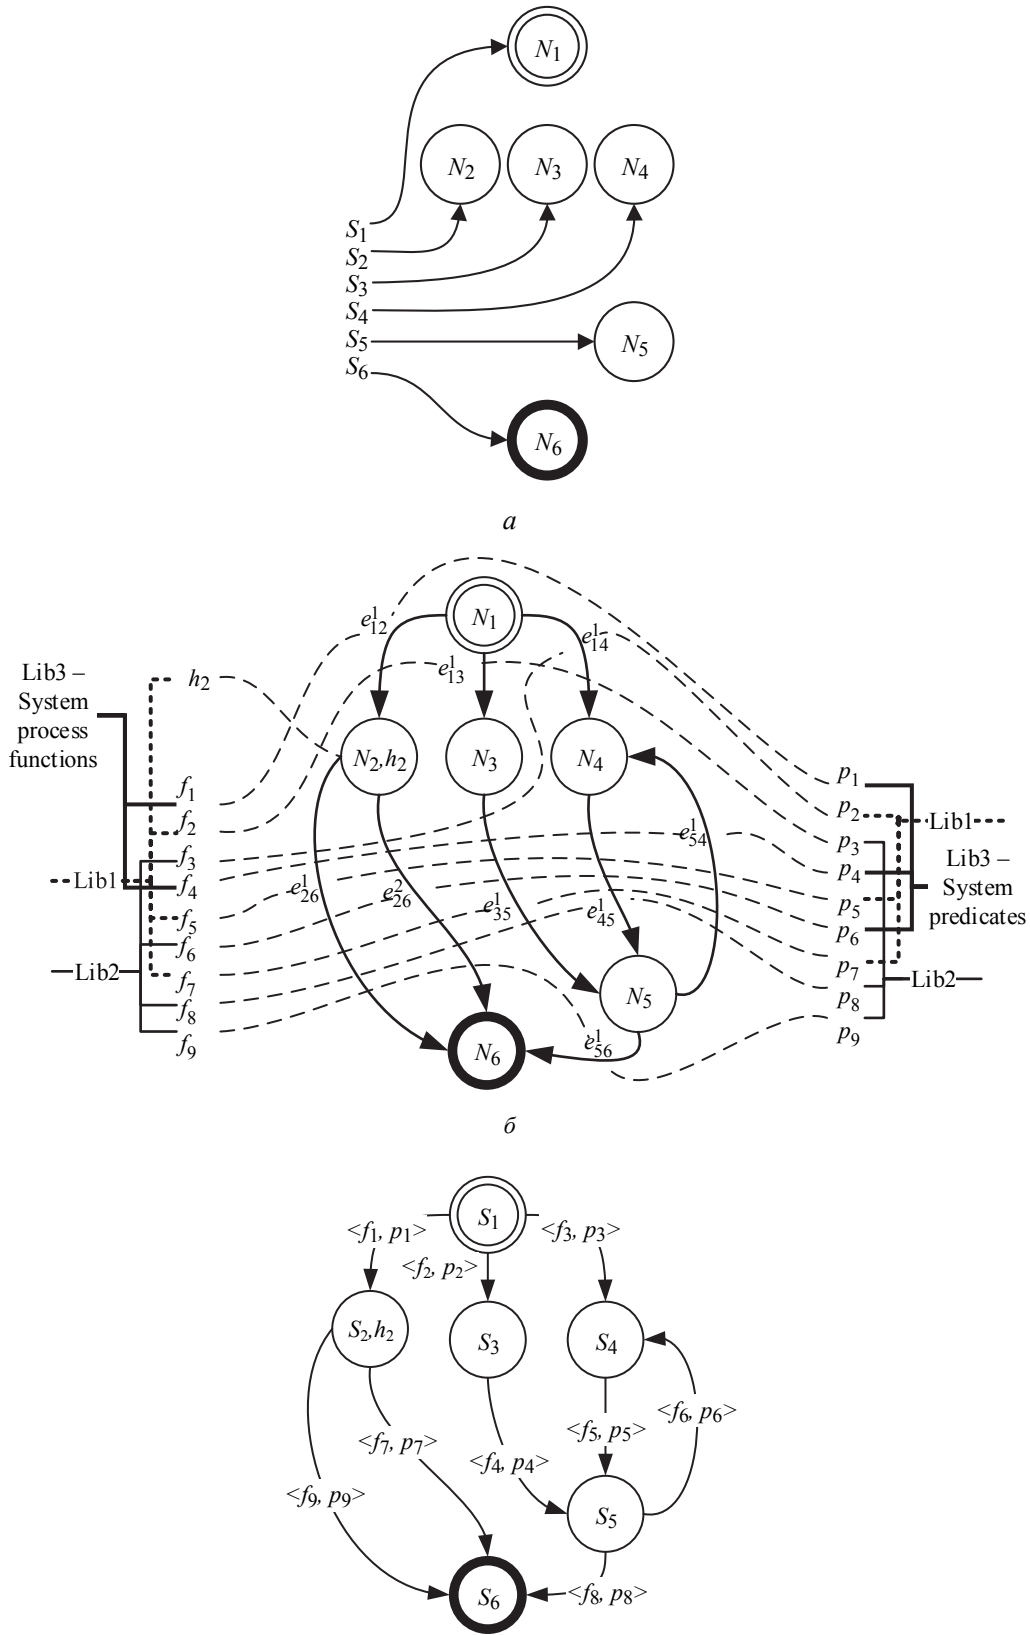 N1
N2 N3 N4
S1
S2
S3
S4
S5
S6
N5
N6
а
e^1_12
N1
e^1_14
e^1_13
Lib3 –
System
process
functions
h2
N2,h2
N3
N4
f1
f2
f3
f4
f5
f6
f7
f8
f9
Lib1
Lib2
e^1_54
e^1_26
e^2_26
e^1_35
e^1_45
e^1_56
N5
N6
p1
p2
p3
p4
p5
p6
p7
p8
p9
Lib1
Lib3 –
System
predicates
Lib2
б
S1
<f1, p1>
<f3, p3>
<f2, p2>
S2,h2
S3
S4
<f6, p6>
<f5, p5>
<f7, p7>
<f4, p4>
<f9, p9>
S5
<f8, p8>
S6